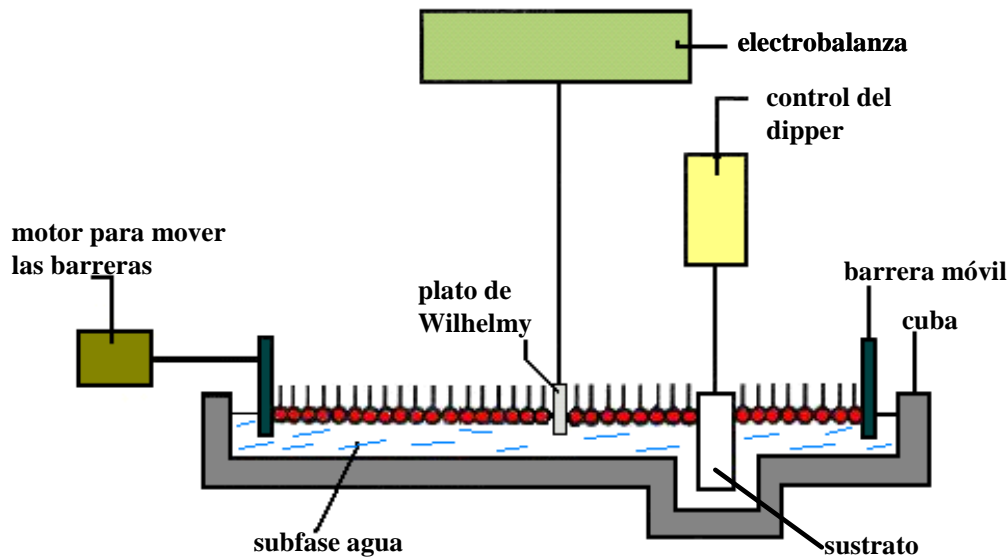 electrobalanza
control del
dipper
motor para mover
las barreras
plato de
Wilhelmy
barrera móvil
cuba
subfase agua
sustrato